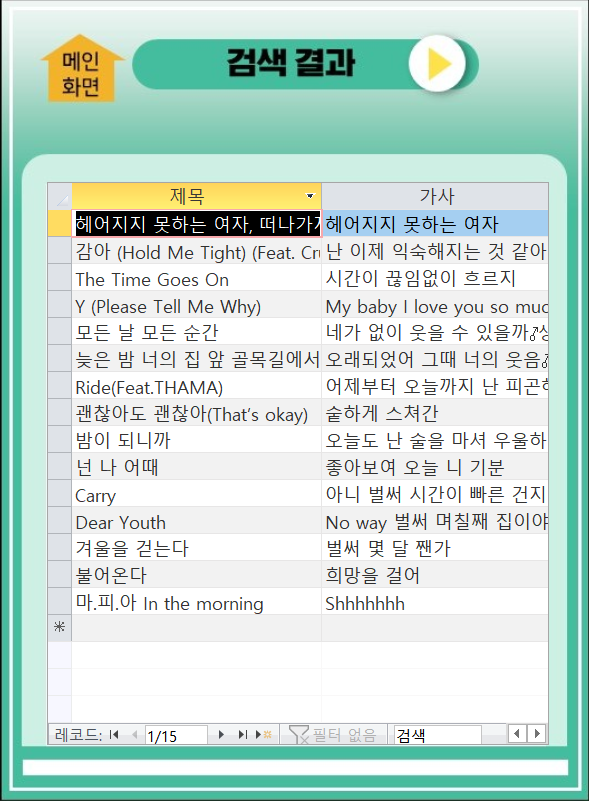 메인
화면
검색 결과
제목 가사
헤어지지 못하는 여자, 떠나가지 헤어지지 못하는 여자
감아 (Hold Me Tight) (Feat. Cru 난 이제 익숙해지는 것 같아
The Time Goes On 시간이 끊임없이 흐르지
Y (Please Tell Me Why) My baby I love you so muc
모든 날 모든 순간 네가 없이 웃을 수 있을까
늦은 밤 너의 집 앞 골목길에서 오래되었어 그때 너의 웃음
Ride(Feat.THAMA) 어제부터 오늘까지 난 피곤하
괜찮아도 괜찮아(That's okay) 숱하게 스쳐간
밤이 되니까 오늘도 난 술을 마셔 우울하
넌 나 어때 좋아보여 오늘 니 기분
Carry 아니 벌써 시간이 빠른 건지
Dear Youth No way 벌써 며칠째 집이야
겨울을 걷는다 벌써 몇 달 짼가
불어온다 희망을 걸어
마.피.아 In the morning Shhhhhhh
레코드: 1/15 필터 없음 검색